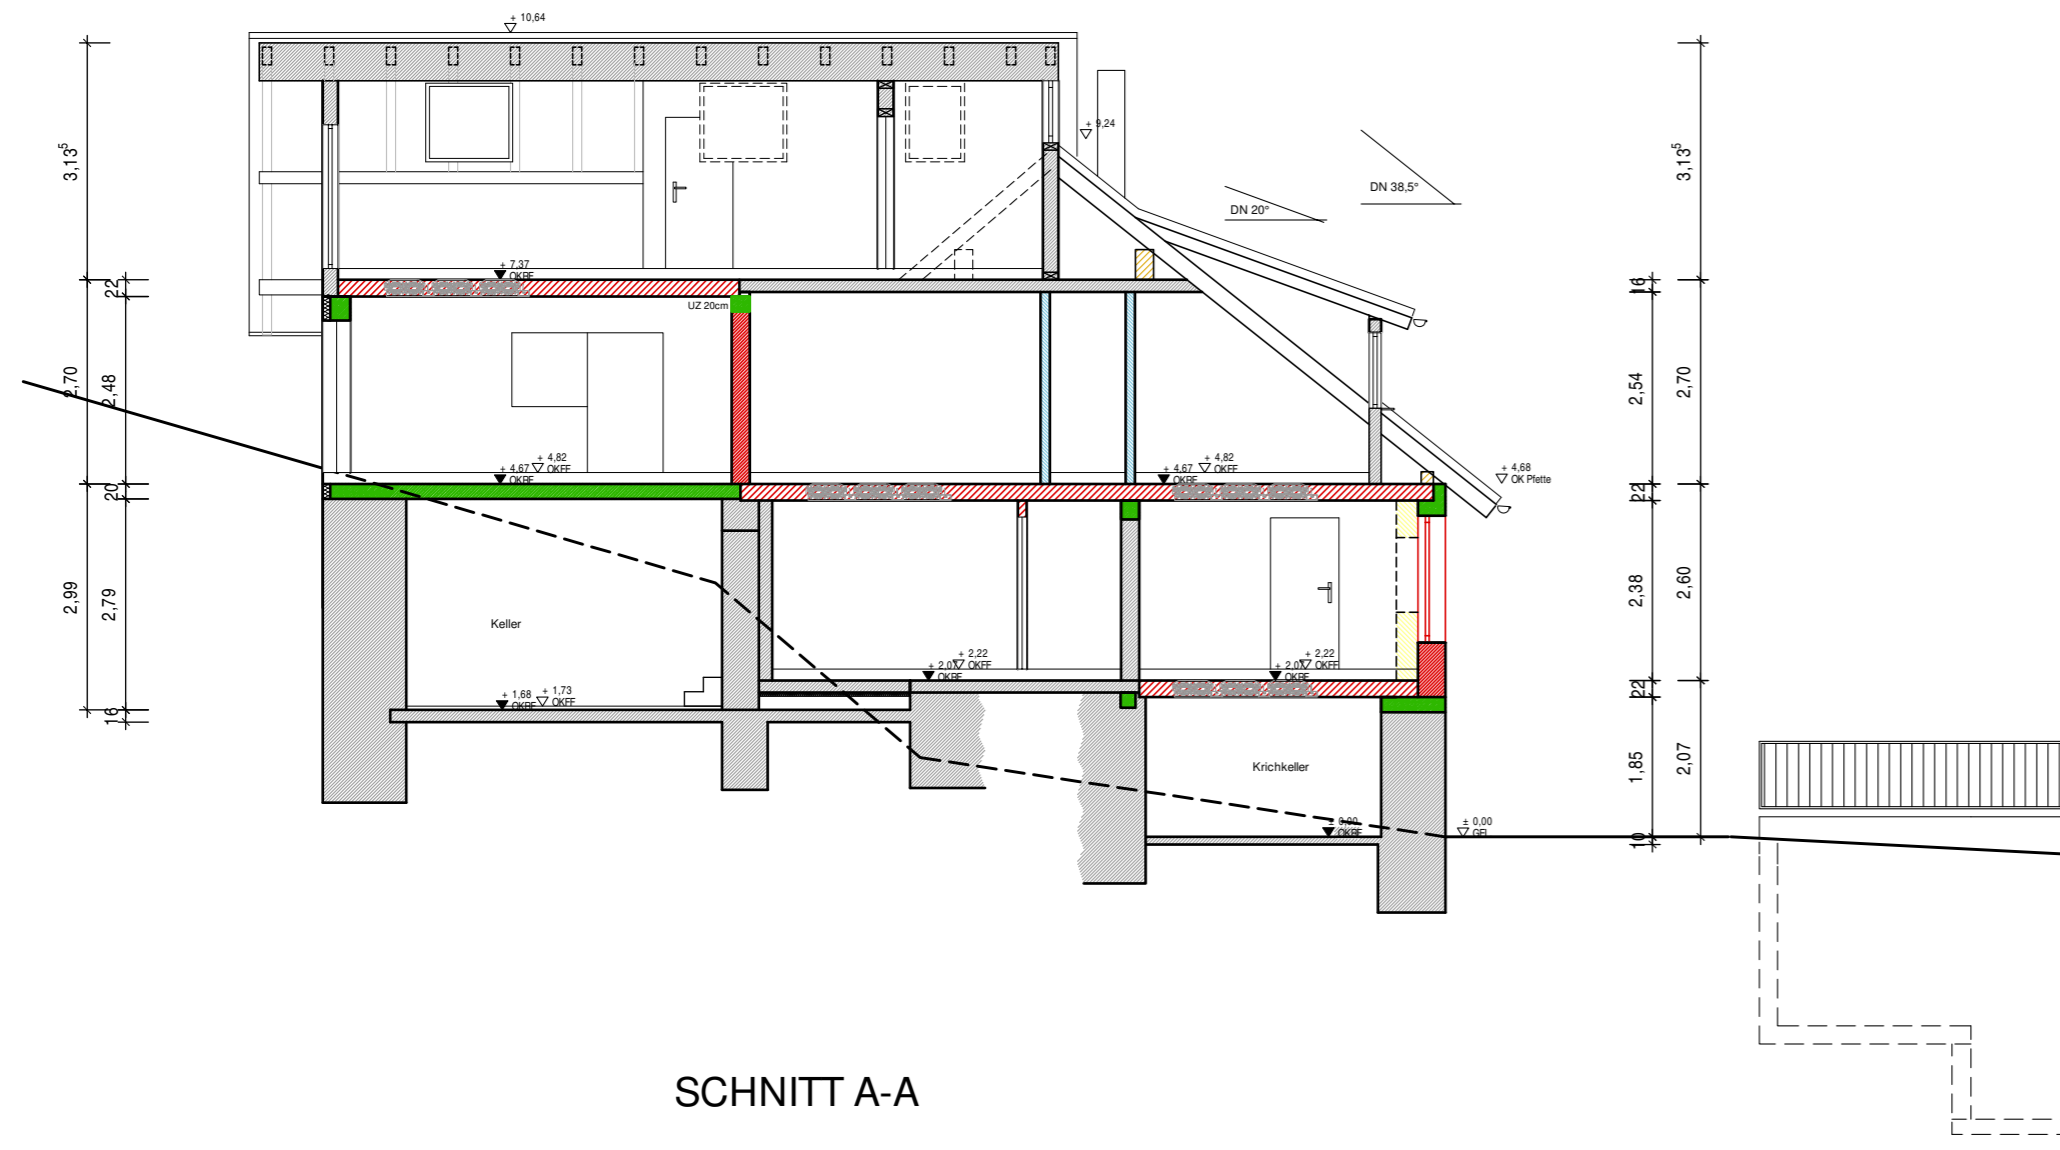 + 10,64
+ 9,24
DN 38,5°
DN 20°
3,13⁵
3,13⁵
+ 7,37
OKRF
22
16
UZ 20cm
2,70
2,48
2,54
2,70
+ 4,67
OKRF
+ 4,82
OKFF
+ 4,67
OKRF
+ 4,82
OKFF
+ 4,68
OK Pfette
20
22
2,99
2,79
2,38
2,60
Keller
+ 2,07
OKRF
+ 2,22
OKFF
+ 2,07
OKRF
+ 2,22
OKFF
+ 1,68
OKRF
+ 1,73
OKFF
16
22
1,85
2,07
Krichkeller
± 0,00
OKRF
± 0,00
GEL
10
SCHNITT A-A